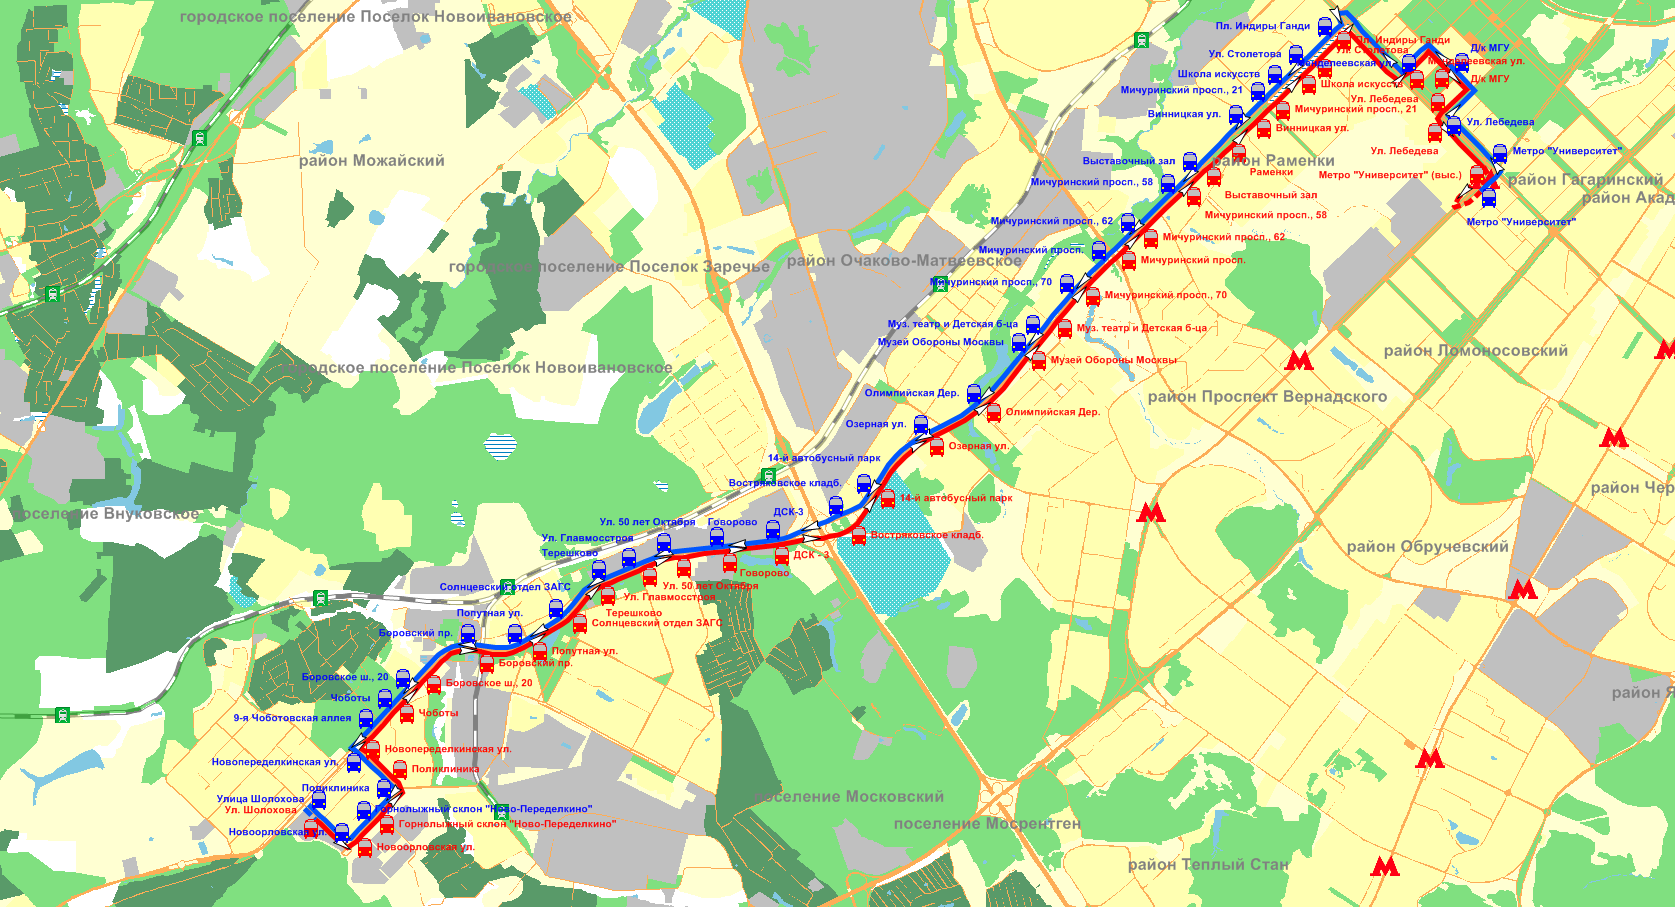 городское поселение Поселок Новоивановское
Пл. Индиры Ганди
Пл. Индиры Ганди
Ул. Столетова
Ул. Столетова
Д/к МГУ
Менделеевская ул.
Менделеевская ул.
Школа искусств
Школа искусств
Д/к МГУ
Мичуринский просп., 21
Ул. Лебедева
Мичуринский просп., 21
Винницкая ул.
Винницкая ул.
Ул. Лебедева
Ул. Лебедева
Метро "Университет"
район Можайский
Выставочный зал
район Раменки
Раменки
Метро "Университет" (выс.)
район Гагаринский
Мичуринский просп., 58
Выставочный зал
район Акад
Мичуринский просп., 58
Мичуринский просп., 62
Метро "Университет"
Мичуринский просп., 62
Мичуринский просп.
Мичуринский просп.
район Очаково-Матвеевское
городское поселение Поселок Заречье
Мичуринский просп., 70
Мичуринский просп., 70
Муз. театр и Детская б-ца
Муз. театр и Детская б-ца
Музей Обороны Москвы
район Ломоносовский
Музей Обороны Москвы
городское поселение Поселок Новоивановское
Олимпийская Дер.
район Проспект Вернадского
Олимпийская Дер.
Озерная ул.
Озерная ул.
14-й автобусный парк
Востряковское кладб.
район Чер
14-й автобусный парк
поселение Внуковское
ДСК-3
Ул. 50 лет Октября
Говорово
Ул. Главмосстроя
Востряковское кладб.
район Обручевский
Терешково
ДСК - 3
Говорово
Солнцевский отдел ЗАГС
Ул. 50 лет Октября
Ул. Главмосстроя
Попутная ул.
Терешково
Солнцевский отдел ЗАГС
Боровский пр.
Попутная ул.
Боровский пр.
Боровское ш., 20
Боровское ш., 20
район Я
Чоботы
9-я Чоботовская аллея
Чоботы
Новопеределкинская ул.
Новопеределкинская ул.
Поликлиника
Поликлиника
поселение Московский
Улица Шолохова
Ул. Шолохова
Горнолыжный склон "Ново-Переделкино"
Горнолыжный склон "Ново-Переделкино"
поселение Мосрентген
Новоорловская ул.
Новоорловская ул.
район Теплый Стан